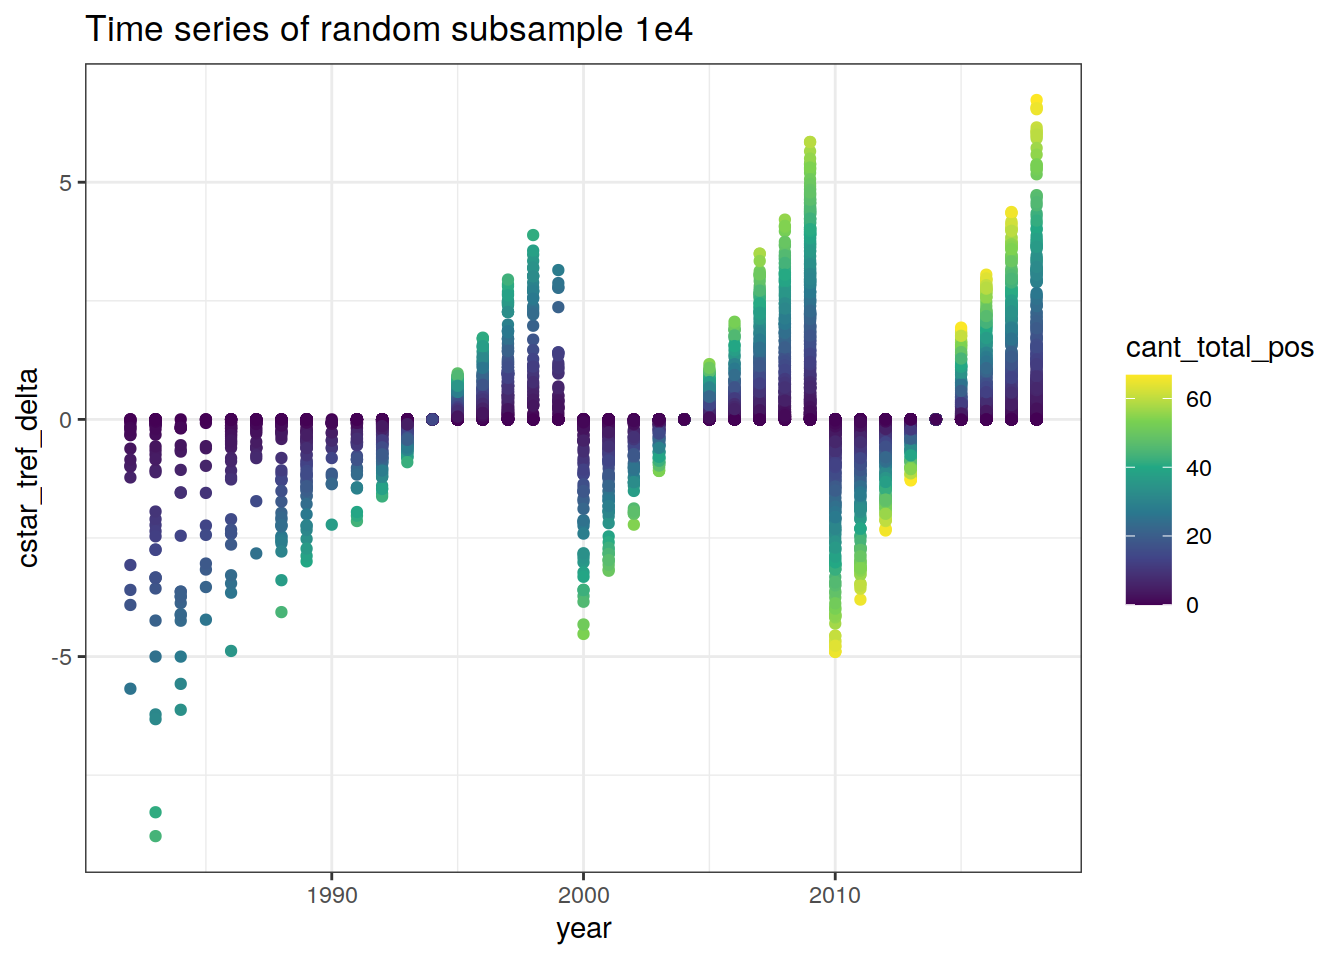 Time series of random subsample 1e4
cstar_tref_delta
5
0
-5
1990
2000
2010
year
cant_total_pos
60
40
20
0